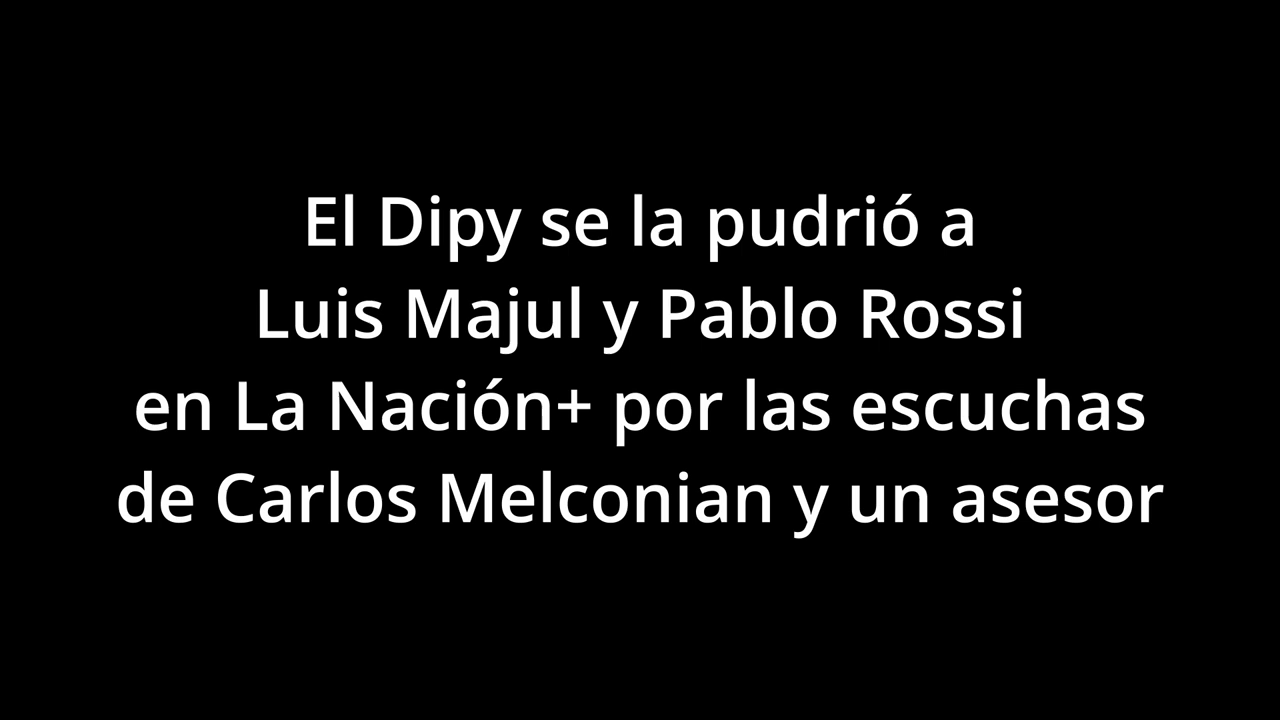 El Dipy se la pudrió a
Luis Majul y Pablo Rossi
en La Nación+ por las escuchas
de Carlos Melconian y un asesor